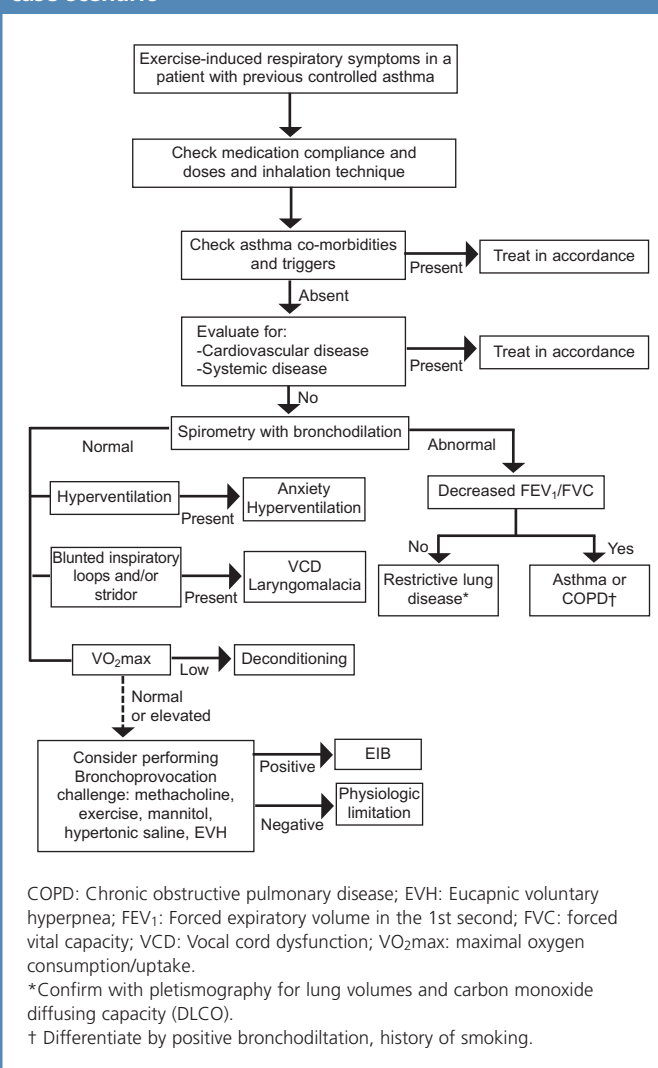 Exercise-induced respiratory symptoms in a
patient with previous controlled asthma
Check medication compliance and
doses and inhalation technique
Check asthma co-morbidities
and triggers
Present
Treat in accordance
Absent
Evaluate for:
-Cardiovascular disease
-Systemic disease
Present
Treat in accordance
No
Spirometry with bronchodilation
Normal
Abnormal
Hyperventilation
Present
Anxiety
Hyperventilation
Decreased FEV₁/FVC
No
Yes
Blunted inspiratory
loops and/or
stridor
Present
VCD
Laryngomalacia
Restrictive lung
disease*
Asthma or
COPD†
VO₂max
Low
Deconditioning
Normal
or elevated
Consider performing
Bronchoprovocation
challenge: methacholine,
exercise, mannitol,
hypertonic saline, EVH
Positive
EIB
Negative
Physiologic
limitation
COPD: Chronic obstructive pulmonary disease; EVH: Eucapnic voluntary
hyperpnea; FEV₁: Forced expiratory volume in the 1st second; FVC: forced
vital capacity; VCD: Vocal cord dysfunction; VO₂max: maximal oxygen
consumption/uptake.
*Confirm with pletismography for lung volumes and carbon monoxide
diffusing capacity (DLCO).
† Differentiate by positive bronchodiltation, history of smoking.